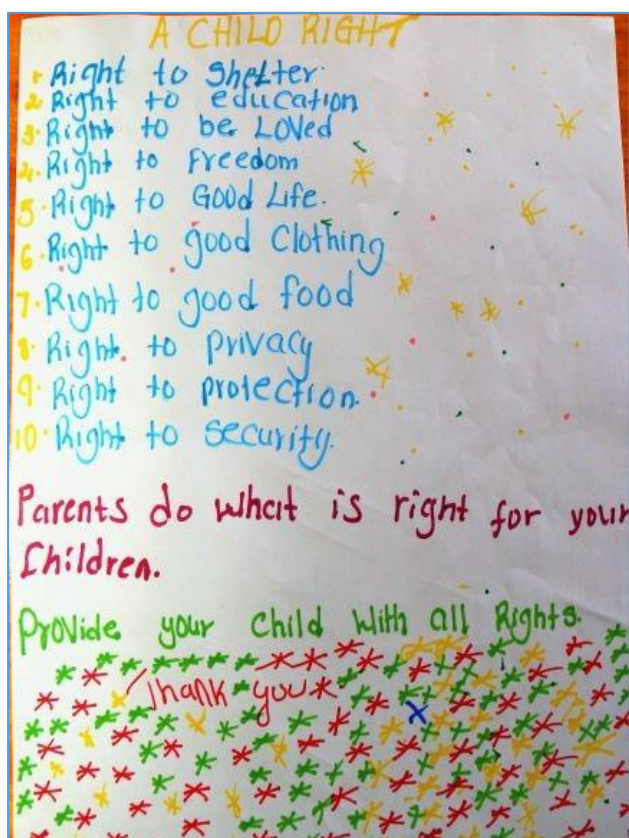 A CHILD RIGHT
1. Right to Shelter.
2. Right to education
3. Right to be LOVed
4. Right to Freedom
5. Right to GOOd Life.
6. Right to good Clothing
7. Right to good food
8. Right to privacy
9. Right to protection.
10. Right to security.
Parents do what is right for your
Children.
Provide your Child With all Rights.
Thank you